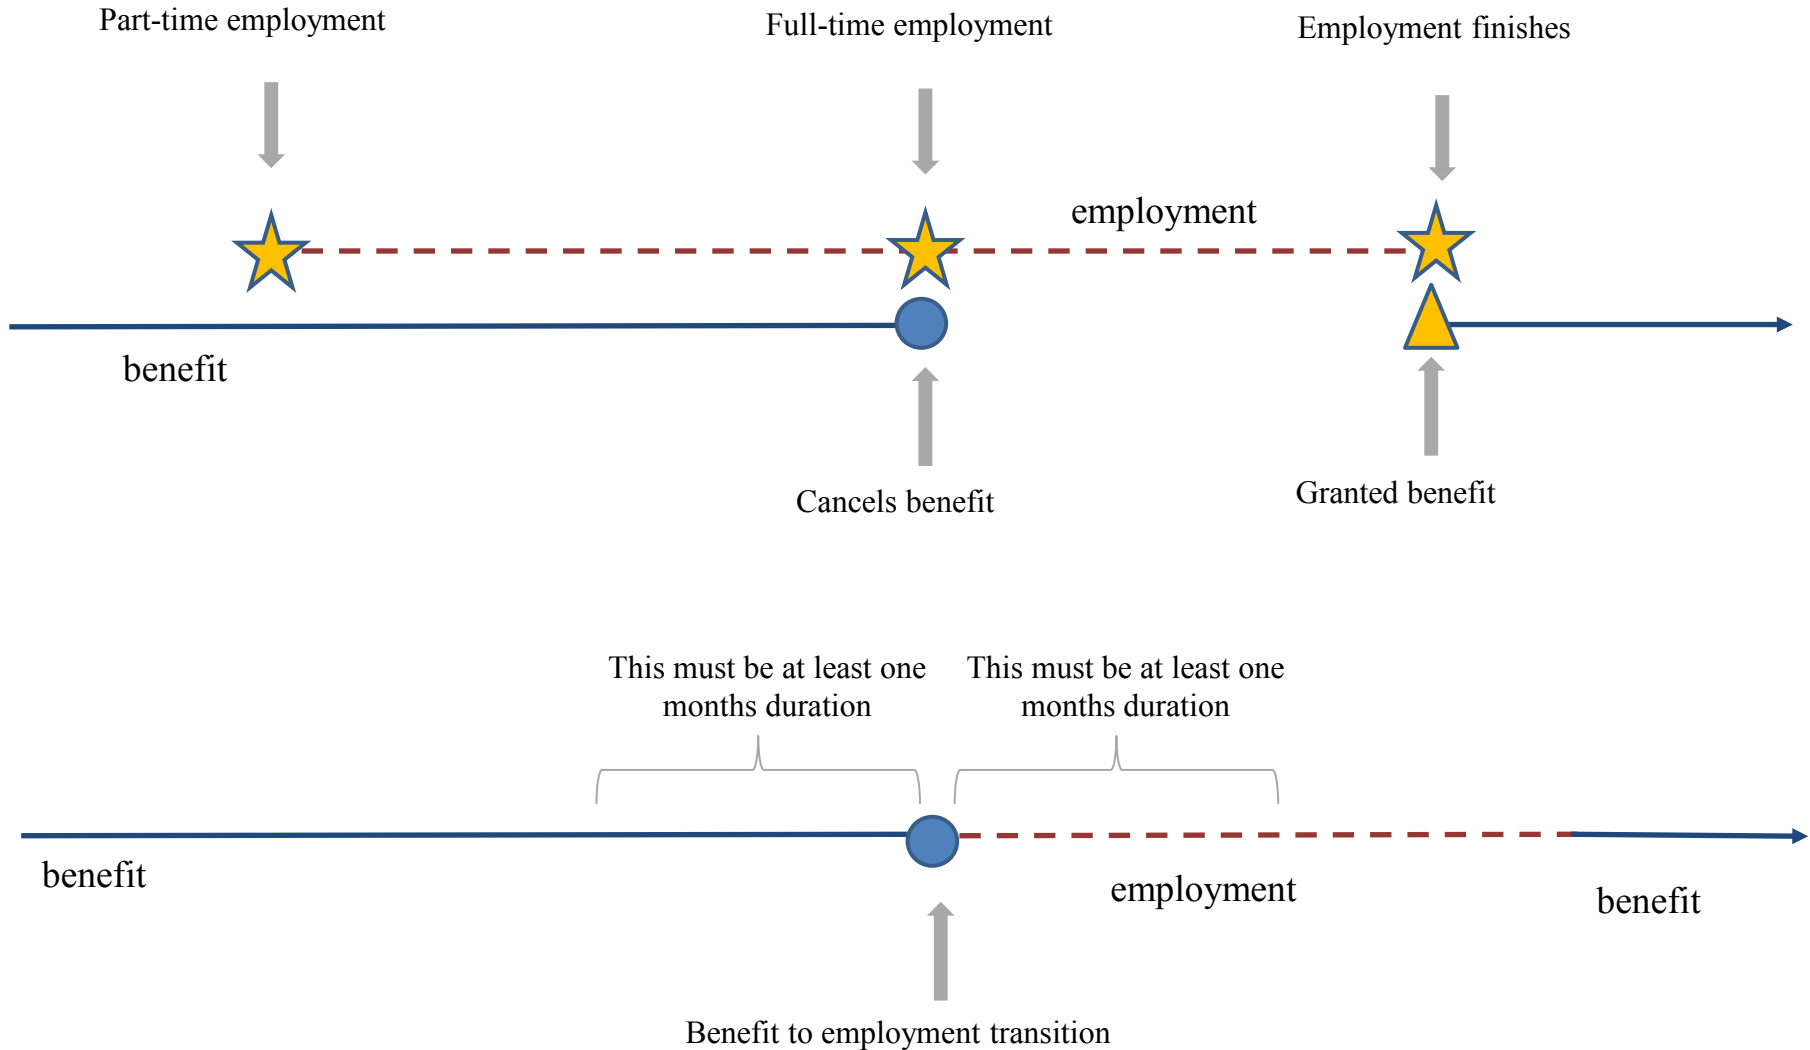 Part-time employment
Full-time employment
Employment finishes
employment
benefit
Cancels benefit
Granted benefit
This must be at least one
months duration
This must be at least one
months duration
benefit
employment
benefit
Benefit to employment transition